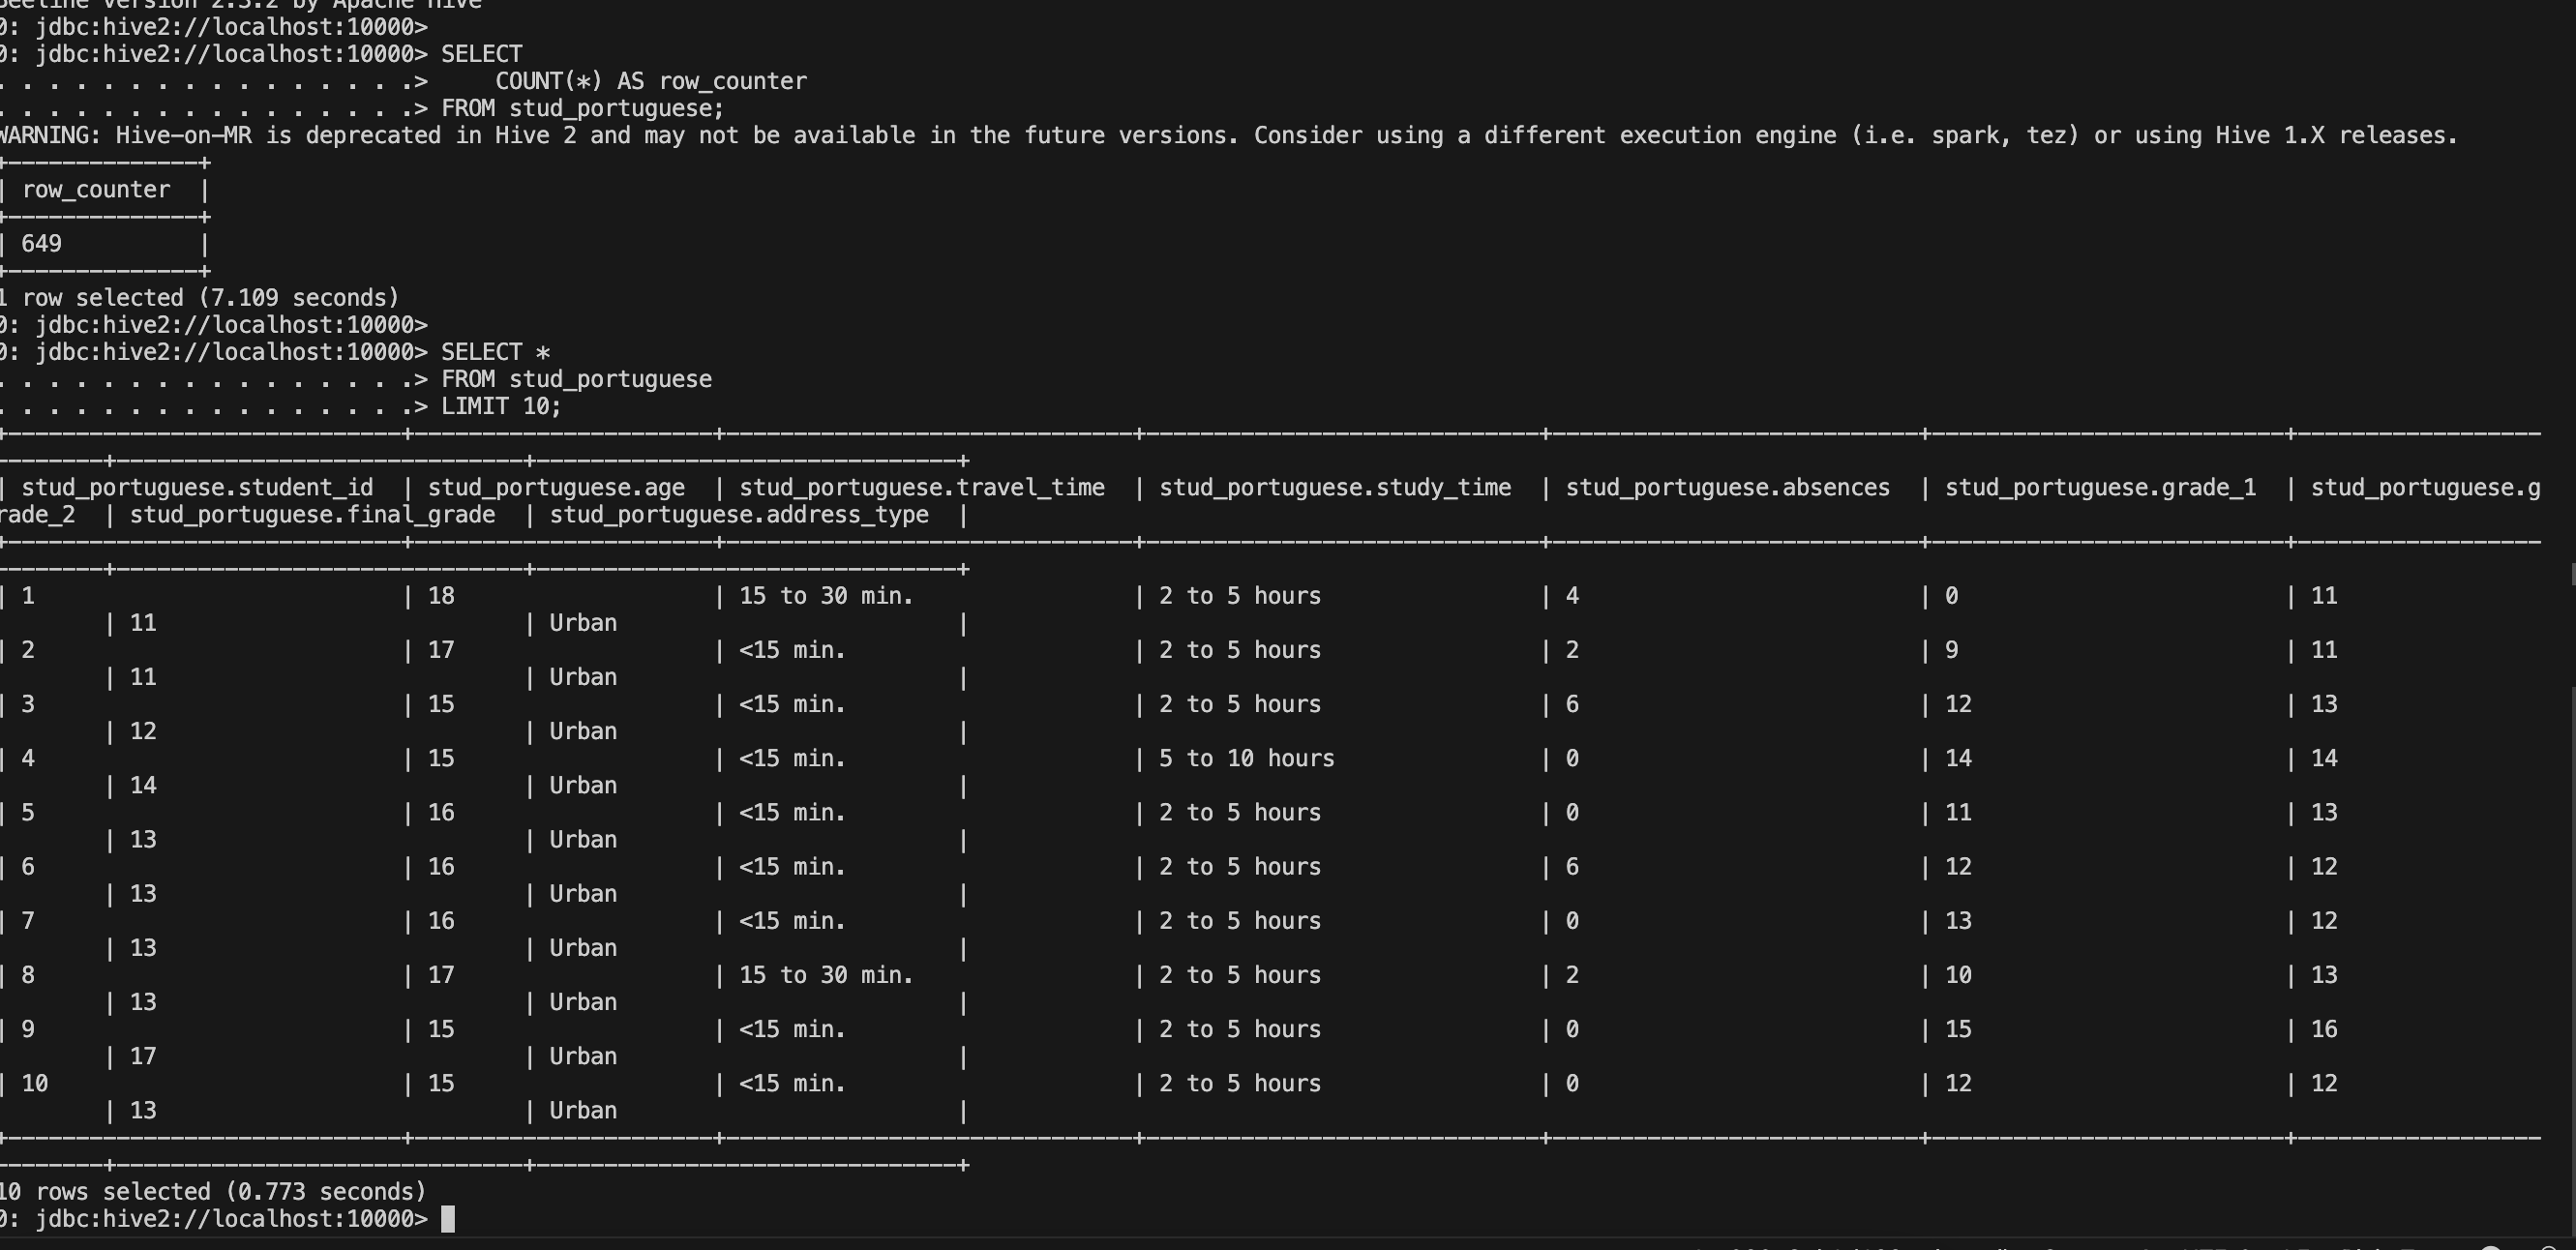 Beeline version 2.3.2 by Apache Hive
0: jdbc:hive2://localhost:10000>
0: jdbc:hive2://localhost:10000> SELECT
. . . . . . . . . . . . . . . .> COUNT(*) AS row_counter
. . . . . . . . . . . . . . . .> FROM stud_portuguese;
WARNING: Hive-on-MR is deprecated in Hive 2 and may not be available in the future versions. Consider using a different execution engine (i.e. spark, tez) or using Hive 1.X releases.
+--------------+
| row_counter |
+--------------+
| 649 |
+--------------+
1 row selected (7.109 seconds)
0: jdbc:hive2://localhost:10000>
0: jdbc:hive2://localhost:10000> SELECT *
. . . . . . . . . . . . . . . .> FROM stud_portuguese
. . . . . . . . . . . . . . . .> LIMIT 10;
| stud_portuguese.student_id | stud_portuguese.age | stud_portuguese.travel_time | stud_portuguese.study_time | stud_portuguese.absences | stud_portuguese.grade_1 | stud_portuguese.g
rade_2 | stud_portuguese.final_grade | stud_portuguese.address_type |
| 1 | 18 | 15 to 30 min. | 2 to 5 hours | 4 | 0 | 11
| 11 | Urban |
| 2 | 17 | <15 min. | 2 to 5 hours | 2 | 9 | 11
| 11 | Urban |
| 3 | 15 | <15 min. | 2 to 5 hours | 6 | 12 | 13
| 12 | Urban |
| 4 | 15 | <15 min. | 5 to 10 hours | 0 | 14 | 14
| 14 | Urban |
| 5 | 16 | <15 min. | 2 to 5 hours | 0 | 11 | 13
| 13 | Urban |
| 6 | 16 | <15 min. | 2 to 5 hours | 6 | 12 | 12
| 13 | Urban |
| 7 | 16 | <15 min. | 2 to 5 hours | 0 | 13 | 12
| 13 | Urban |
| 8 | 17 | 15 to 30 min. | 2 to 5 hours | 2 | 10 | 13
| 13 | Urban |
| 9 | 15 | <15 min. | 2 to 5 hours | 0 | 15 | 16
| 17 | Urban |
| 10 | 15 | <15 min. | 2 to 5 hours | 0 | 12 | 12
| 13 | Urban |
10 rows selected (0.773 seconds)
0: jdbc:hive2://localhost:10000>